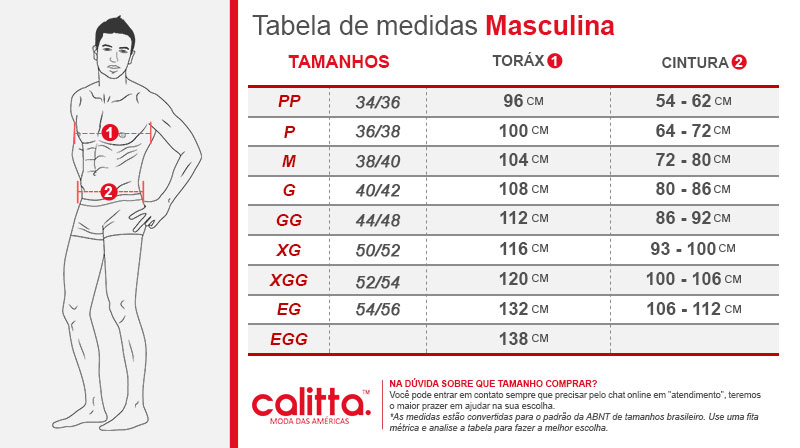 Tabela de medidas Masculina
TAMANHOS TORÁX 1 CINTURA 2
PP 34/36 96 CM 54 - 62 CM
P 36/38 100 CM 64 - 72 CM
M 38/40 104 CM 72 - 80 CM
G 40/42 108 CM 80 - 86 CM
GG 44/48 112 CM 86 - 92 CM
XG 50/52 116 CM 93 - 100 CM
XGG 52/54 120 CM 100 - 106 CM
EG 54/56 132 CM 106 - 112 CM
EGG 138 CM
1
2
calitta.™
MODA DAS AMÉRICAS
NA DÚVIDA SOBRE QUE TAMANHO COMPRAR?
Você pode entrar em contato sempre que precisar pelo chat online em "atendimento", teremos
o maior prazer em ajudar na sua escolha.
*As medidas estão convertidas para o padrão da ABNT de tamanhos brasileiro. Use uma fita
métrica e analise a tabela para fazer a melhor escolha.